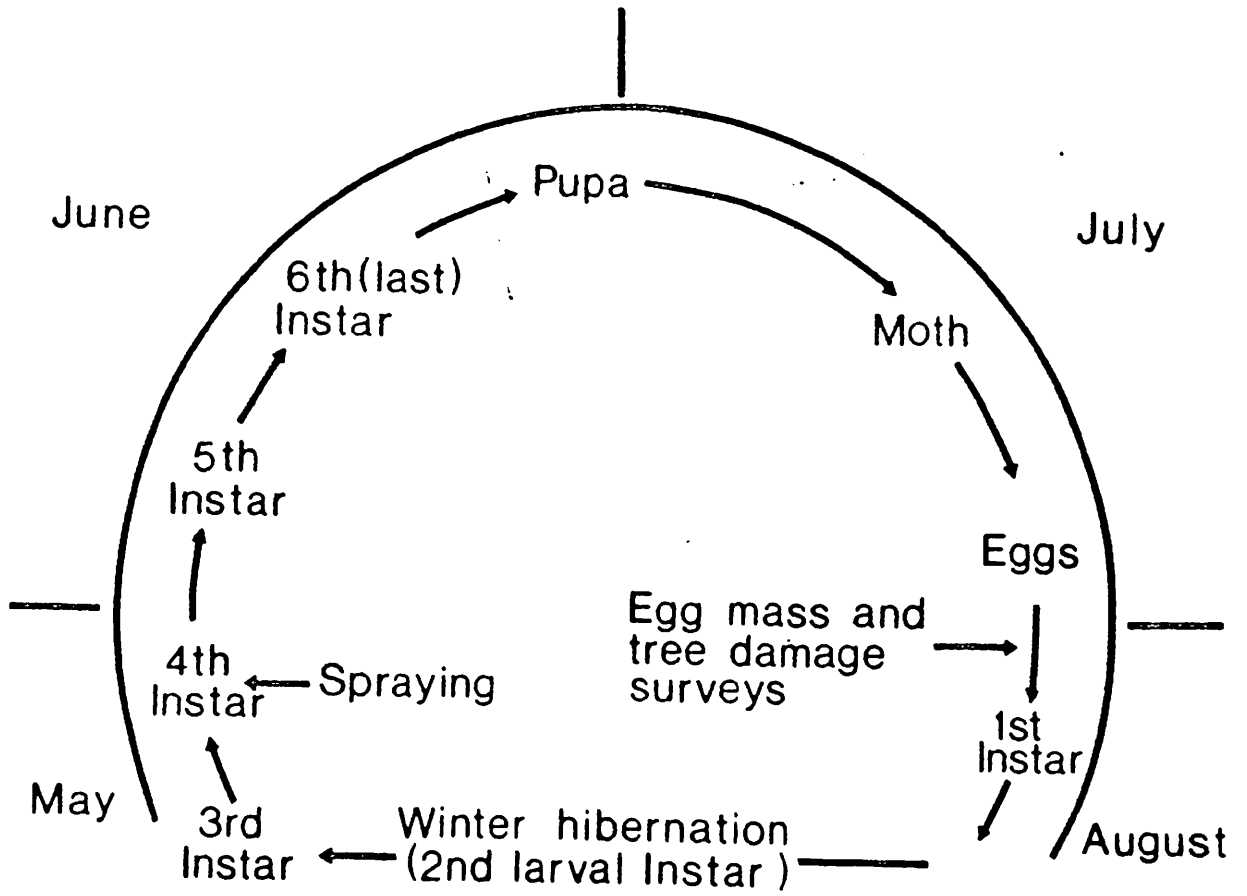 June
Pupa
July
6th(last)
Instar
Moth
5th
Instar
Eggs
Egg mass and
tree damage
surveys
4th
Instar
Spraying
1st
Instar
May
3rd
Instar
Winter hibernation
(2nd larval Instar )
August